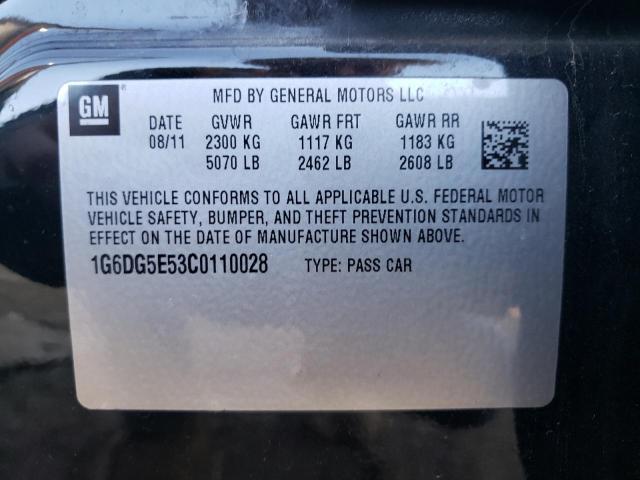 GM
MFD BY GENERAL MOTORS LLC
DATE GVWR GAWR FRT GAWR RR
08/11 2300 KG 1117 KG 1183 KG
5070 LB 2462 LB 2608 LB
THIS VEHICLE CONFORMS TO ALL APPLICABLE U.S. FEDERAL MOTOR
VEHICLE SAFETY, BUMPER, AND THEFT PREVENTION STANDARDS IN
EFFECT ON THE DATE OF MANUFACTURE SHOWN ABOVE.
1G6DG5E53C0110028 TYPE: PASS CAR